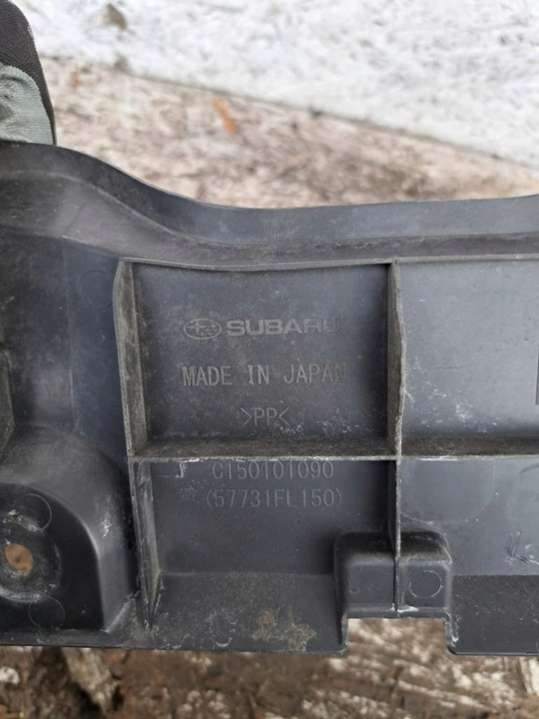 SUBARU
MADE IN JAPAN
>PP<
C150101090
(57731FL150)